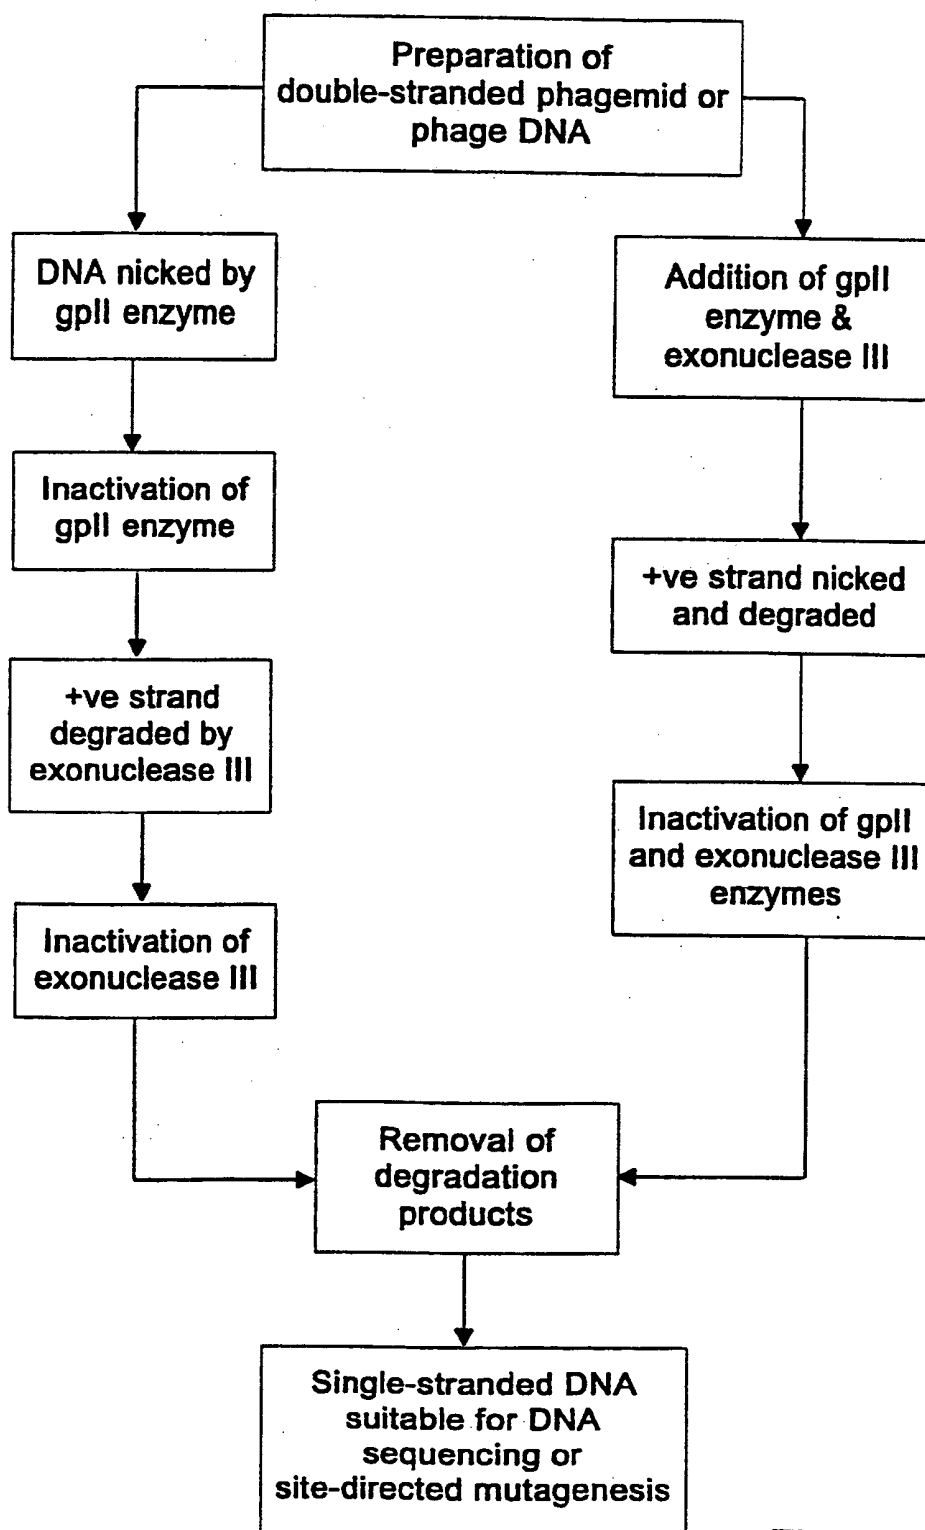 Preparation of
double-stranded phagemid or
phage DNA
DNA nicked by
gpII enzyme
Inactivation of
gpII enzyme
+ve strand
degraded by
exonuclease III
Inactivation of
exonuclease III
Addition of gpII
enzyme &
exonuclease III
+ve strand nicked
and degraded
Inactivation of gpII
and exonuclease III
enzymes
Removal of
degradation
products
Single-stranded DNA
suitable for DNA
sequencing or
site-directed mutagenesis